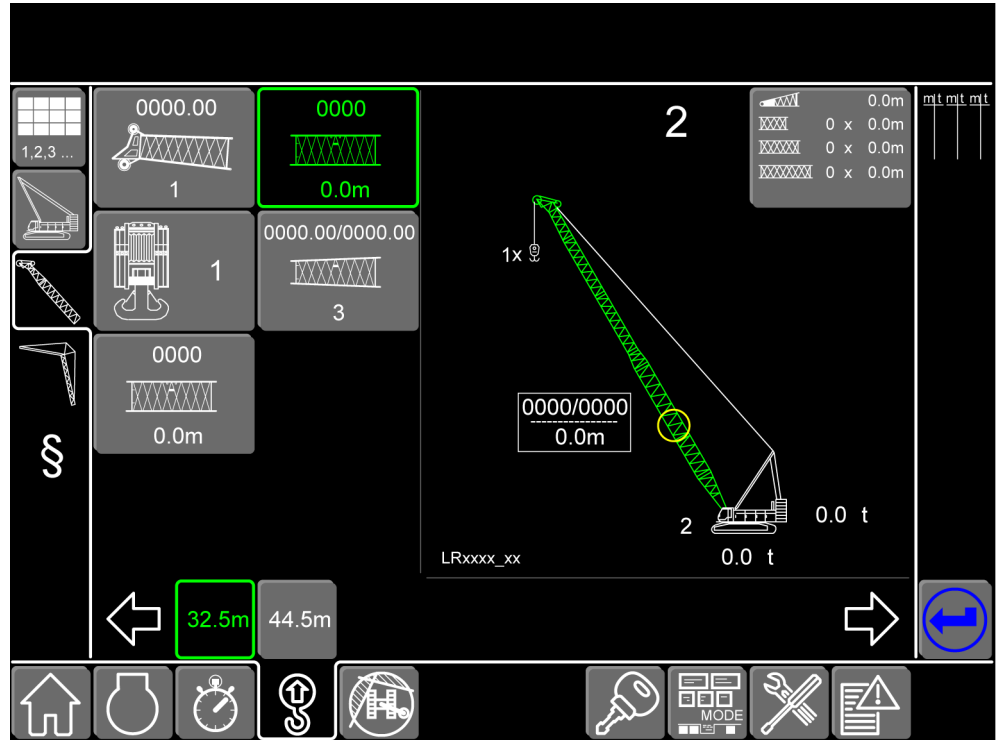 1,2,3 ...
§
0000.00
1
0000
0.0m
1
0000.00/0000.00
3
0000
0.0m
2
0.0m
0 x 0.0m
0 x 0.0m
0 x 0.0m
m|t m|t m|t
1x
0000/0000
0.0m
2
0.0 t
0.0 t
LRxxxx_xx
32.5m
44.5m
MODE